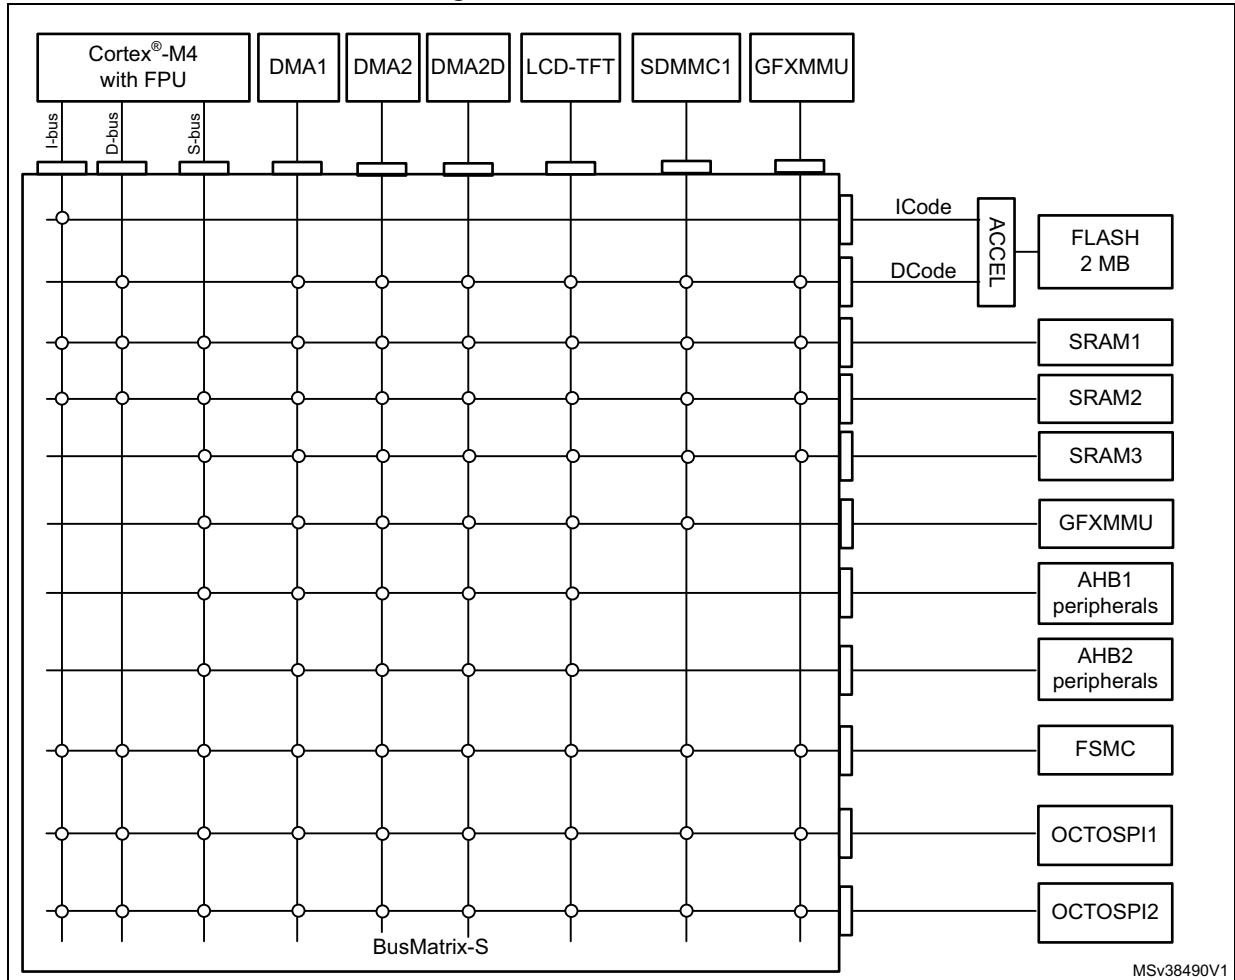 Cortex®-M4
with FPU
DMA1
DMA2
DMA2D
LCD-TFT
SDMMC1
GFXMMU
I-bus
D-bus
S-bus
ICode
DCode
ACCEL
FLASH
2 MB
SRAM1
SRAM2
SRAM3
GFXMMU
AHB1
peripherals
AHB2
peripherals
FSMC
OCTOSPI1
OCTOSPI2
BusMatrix-S
MSv38490V1